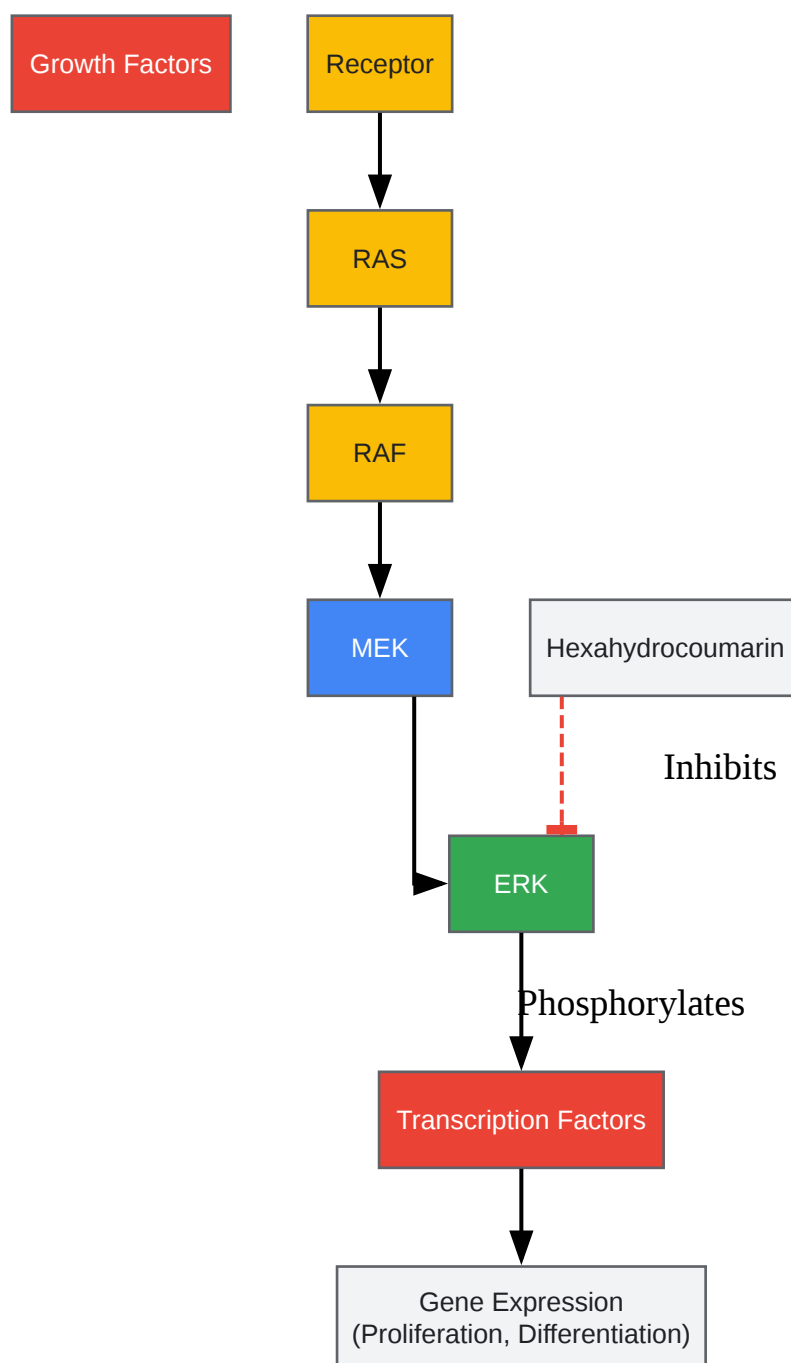 Growth Factors
Receptor
RAS
RAF
MEK
Hexahydrocoumarin
Inhibits
ERK
Phosphorylates
Transcription Factors
Gene Expression
(Proliferation, Differentiation)